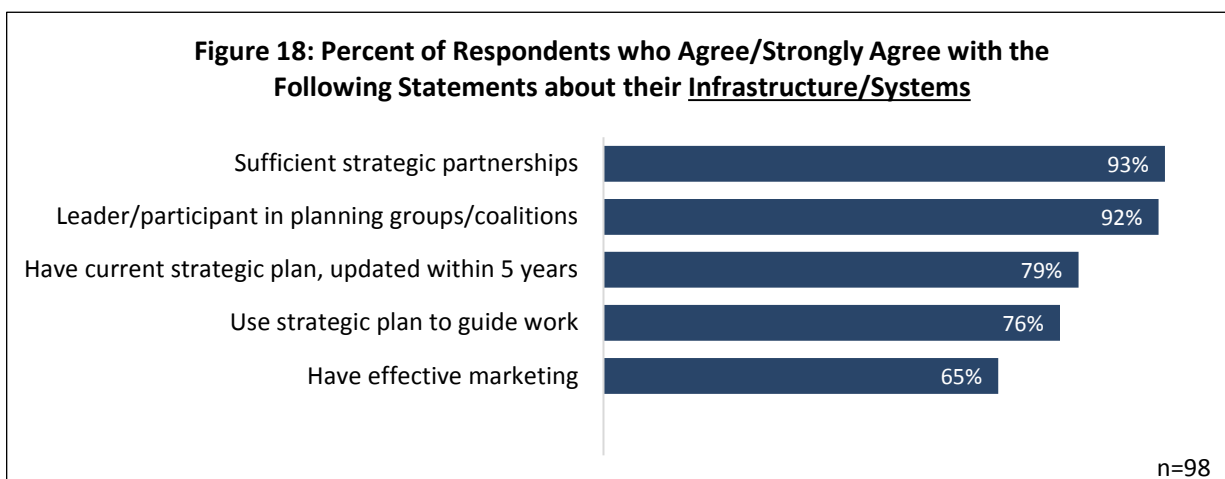 Figure 18: Percent of Respondents who Agree/Strongly Agree with the
Following Statements about their Infrastructure/Systems
Sufficient strategic partnerships
93%
Leader/participant in planning groups/coalitions
92%
Have current strategic plan, updated within 5 years
79%
Use strategic plan to guide work
76%
Have effective marketing
65%
n=98